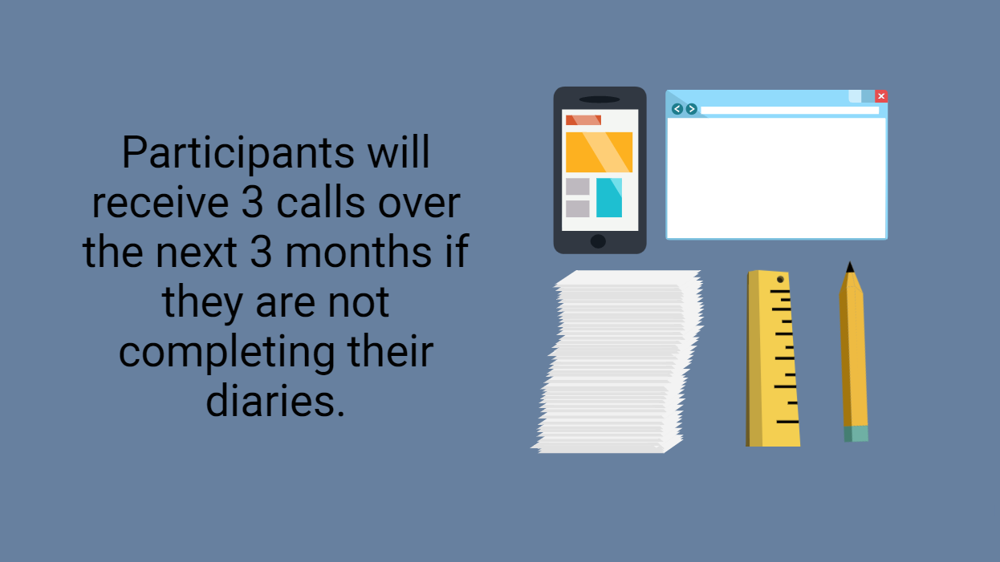 Participants will
receive 3 calls over
the next 3 months if
they are not
completing their
diaries.